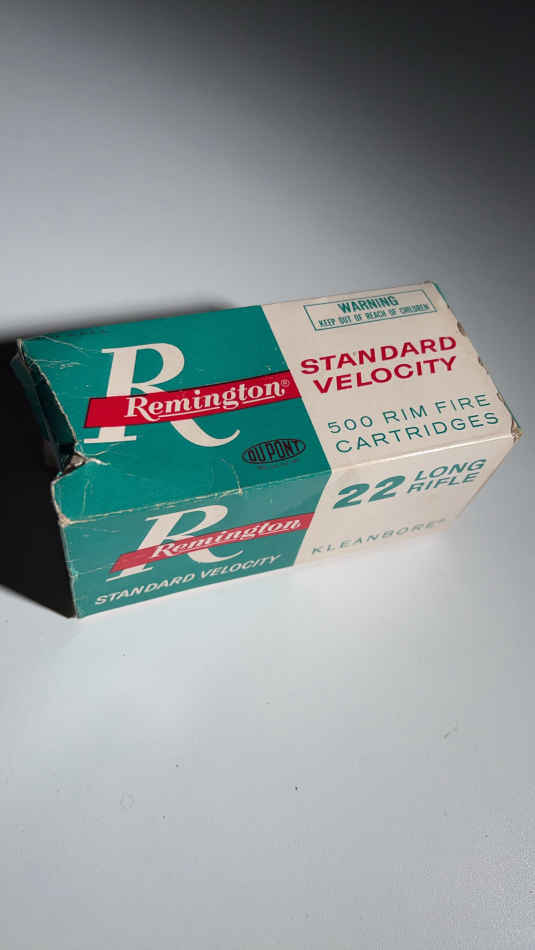 WARNING
KEEP OUT OF REACH OF CHILDREN
R
Remington®
STANDARD
VELOCITY
DU PONT
500 RIM FIRE
CARTRIDGES
22 LONG
RIFLE
R
Remington
KLEANBORE®
STANDARD VELOCITY